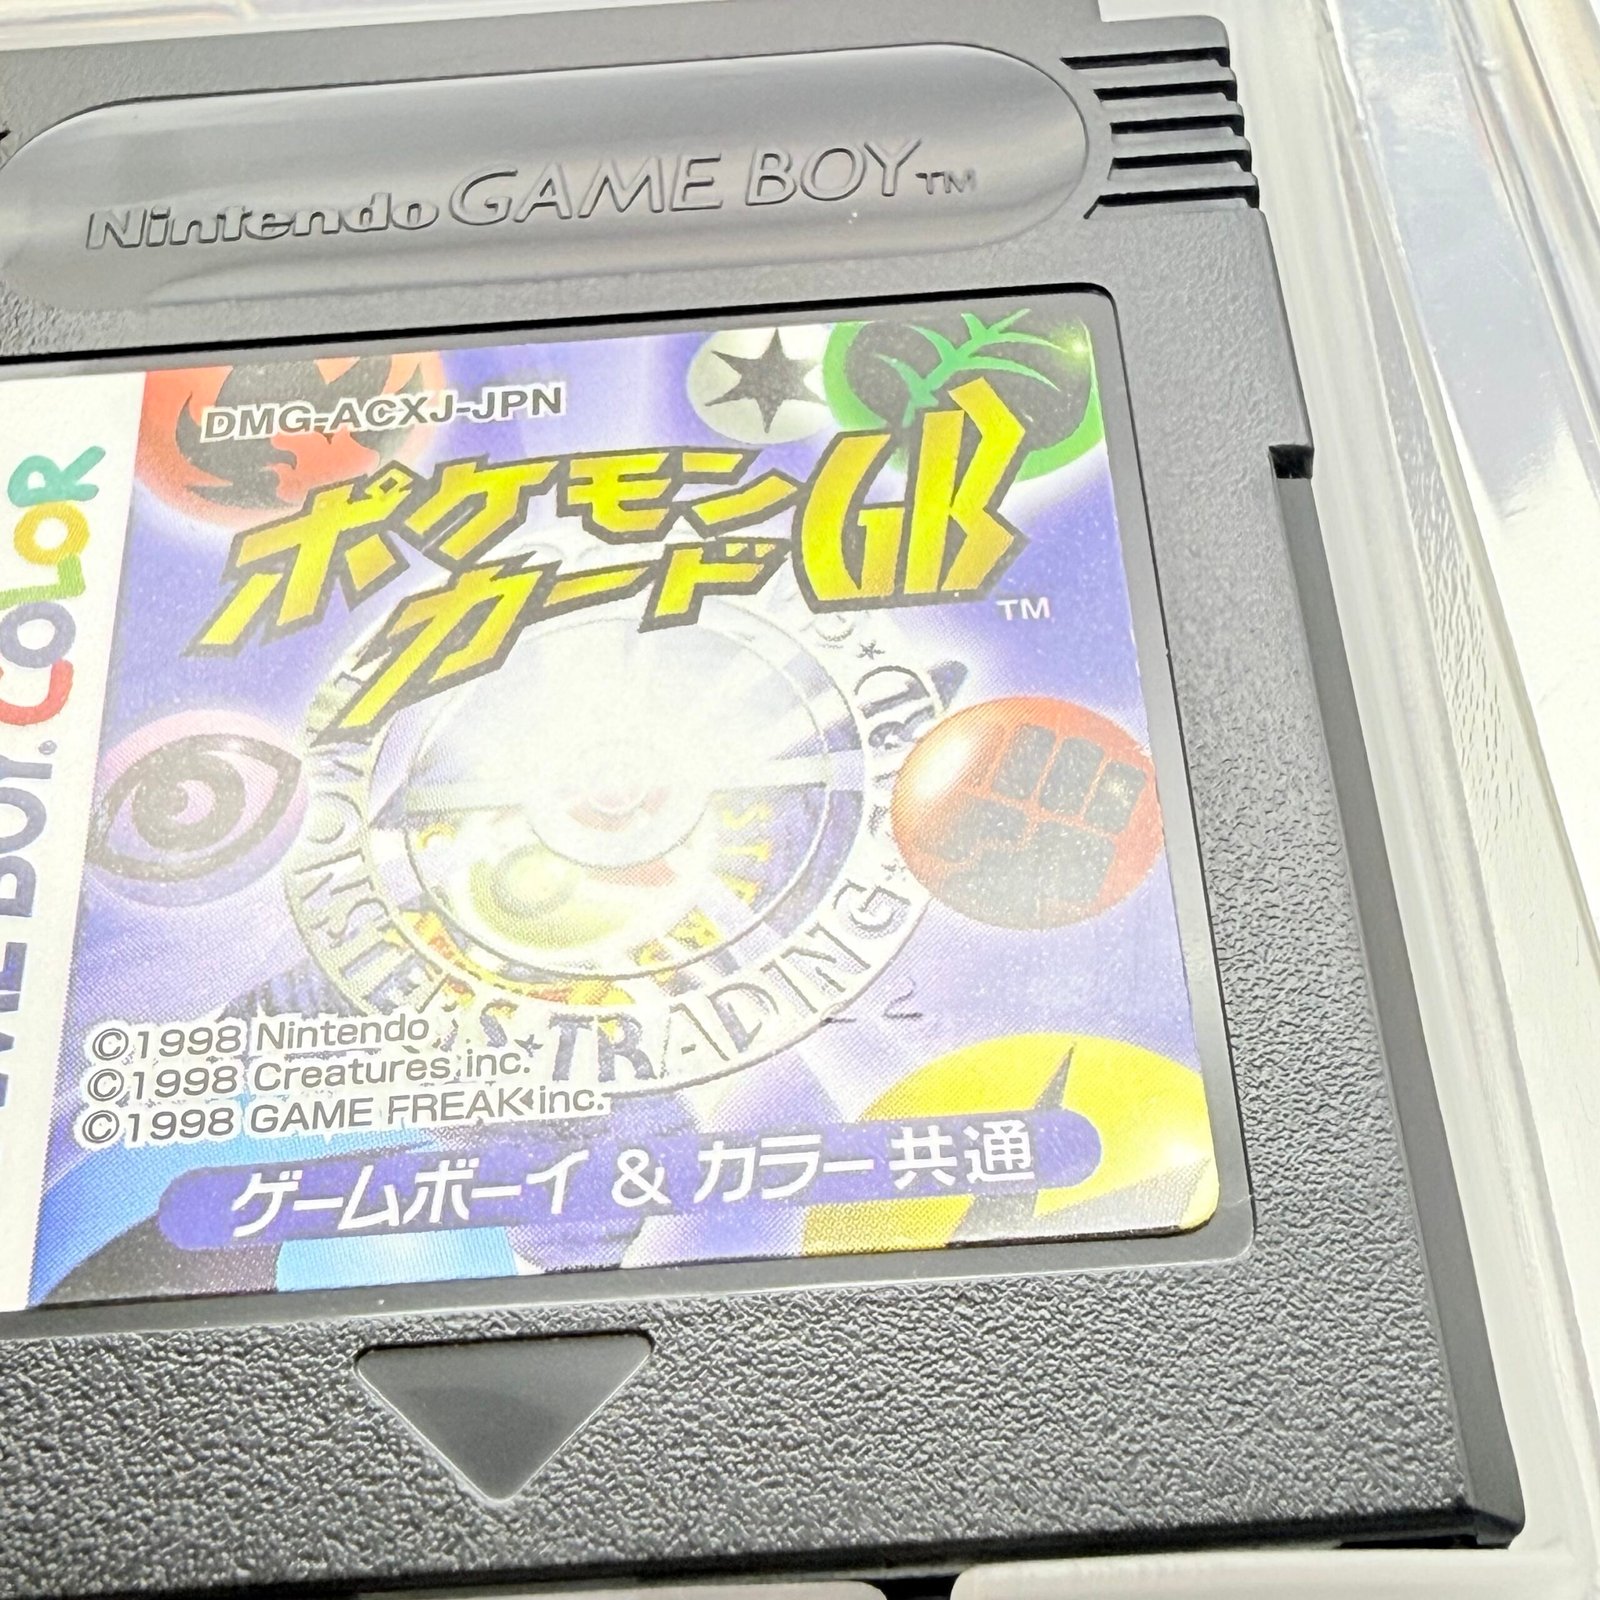 Nintendo GAME BOY™
GAME BOY COLOR
DMG-ACXJ-JPN
ポケモン
カードGB
TM
MONSTERS TRADING
©1998 Nintendo
©1998 Creatures inc.
©1998 GAME FREAK inc.
ゲームボーイ & カラー共通